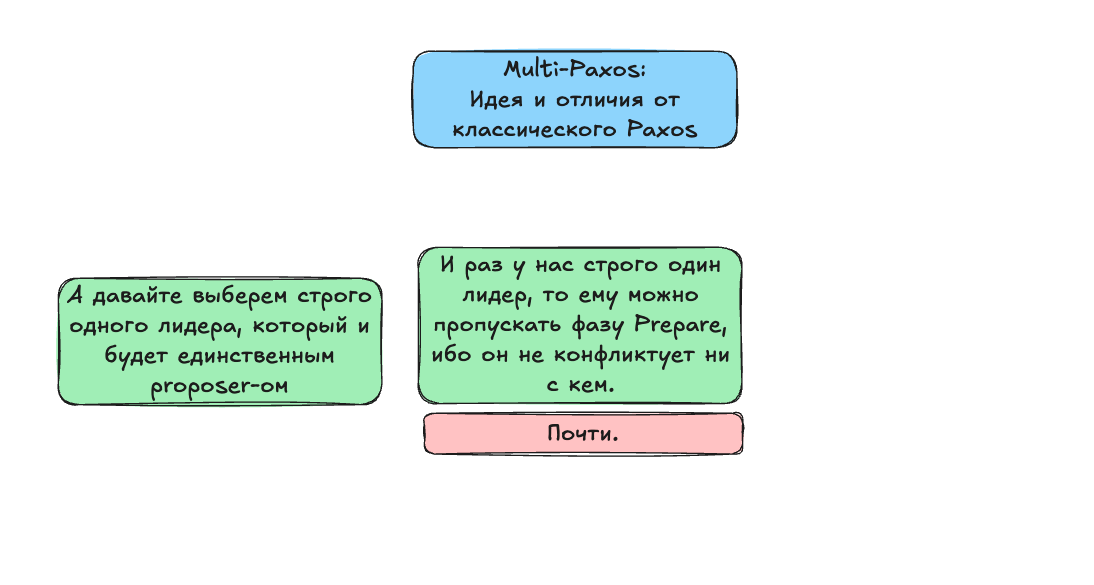 Multi-Paxos:
Идея и отличия от
классического Paxos
А давайте выберем строго
одного лидера, который и
будет единственным
proposer-ом
И раз у нас строго один
лидер, то ему можно
пропускать фазу Prepare,
ибо он не конфликтует ни
с кем.
Почти.